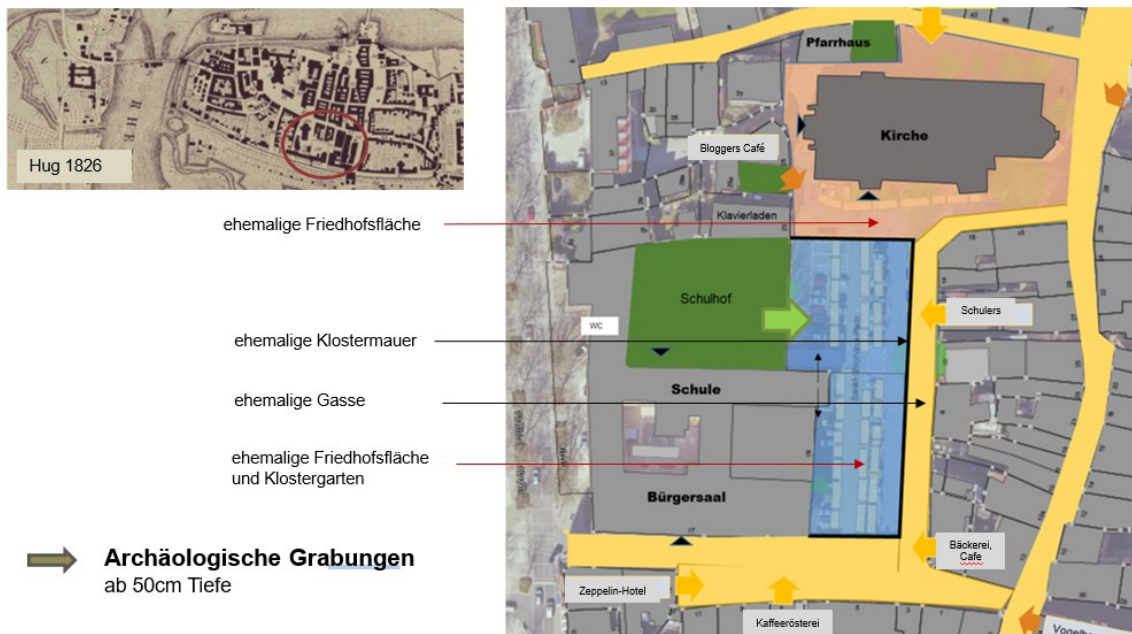 Hug 1826
ehemalige Friedhofsfläche
ehemalige Klostermauer
ehemalige Gasse
ehemalige Friedhofsfläche
und Klostergarten
Archäologische Grabungen
ab 50cm Tiefe
Pfarrhaus
Kirche
Bloggers Café
Klavierladen
Schulhof
WC
Schulers
Schule
Bürgersaal
Bäckerei,
Cafe
Zeppelin-Hotel
Kaffeerösterei